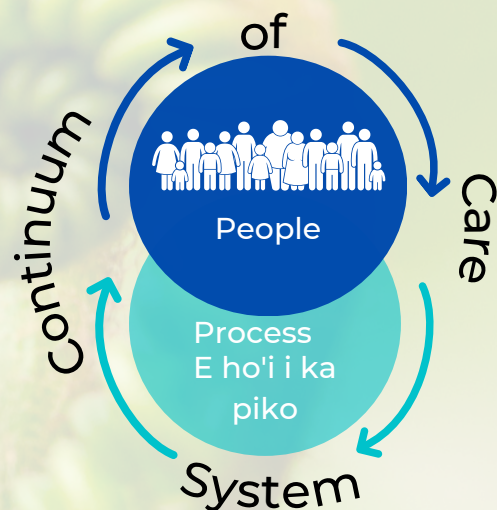 Continuum
of
Care
System
People
Process
E ho'i i ka
piko